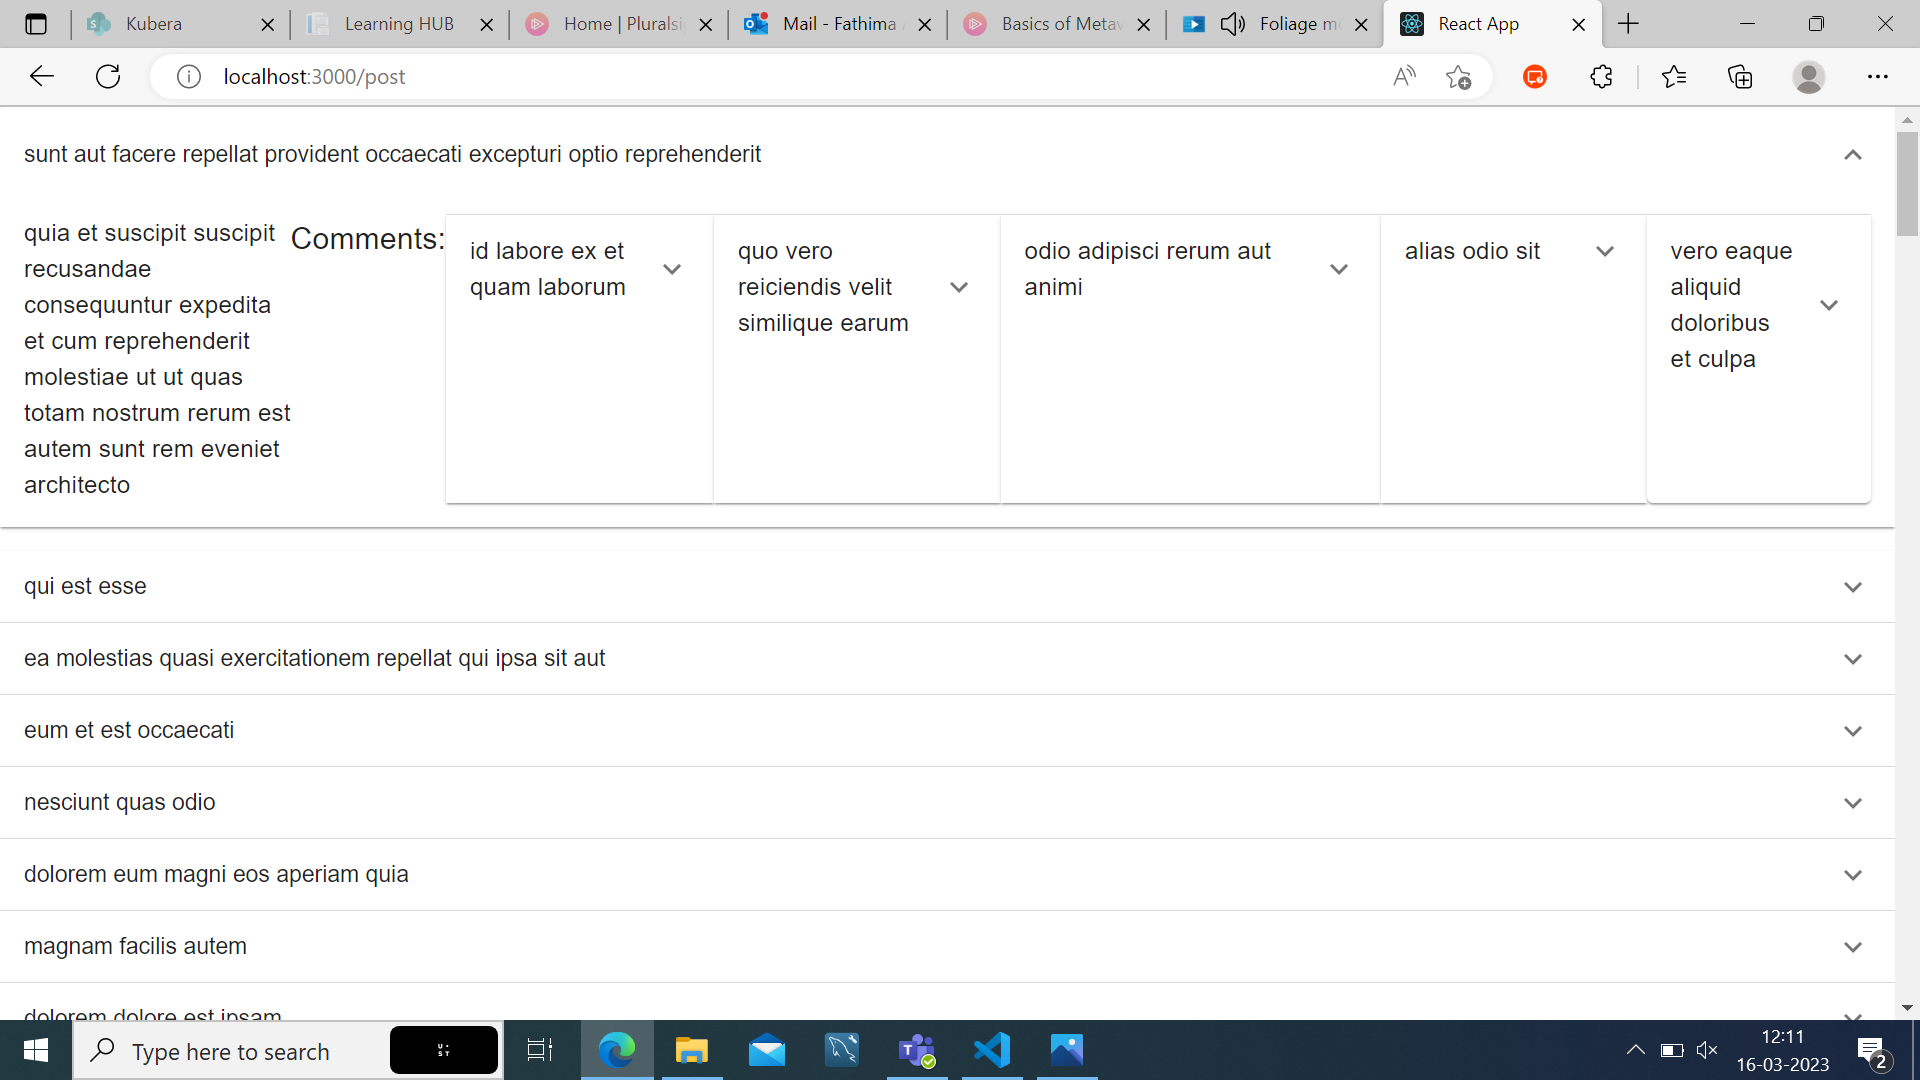 Kubera
Learning HUB
Home | Pluralsi
Mail - Fathima
Basics of Metav
Foliage m
React App
localhost:3000/post
sunt aut facere repellat provident occaecati excepturi optio reprehenderit
quia et suscipit suscipit
recusandae
consequuntur expedita
et cum reprehenderit
molestiae ut ut quas
totam nostrum rerum est
autem sunt rem eveniet
architecto
Comments:
id labore ex et
quam laborum
quo vero
reiciendis velit
similique earum
odio adipisci rerum aut
animi
alias odio sit
vero eaque
aliquid
doloribus
et culpa
qui est esse
ea molestias quasi exercitationem repellat qui ipsa sit aut
eum et est occaecati
nesciunt quas odio
dolorem eum magni eos aperiam quia
magnam facilis autem
dolorem dolore est ipsam
Type here to search
U
ST
12:11
16-03-2023
2